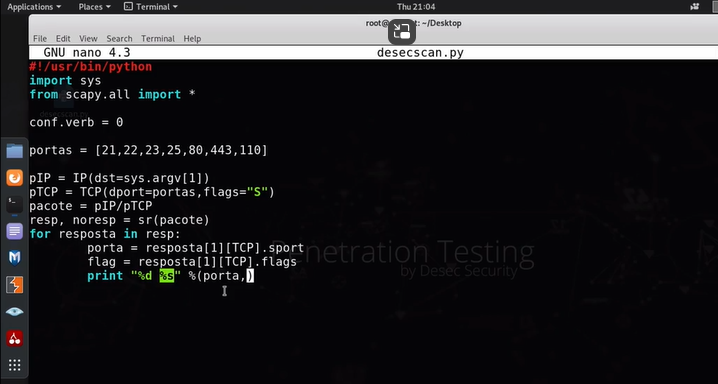 Applications Places Terminal Thu 21:04
root@ : ~/Desktop
File Edit View Search Terminal Help
GNU nano 4.3 desecscan.py
#!/usr/bin/python
import sys
from scapy.all import *
conf.verb = 0
portas = [21,22,23,25,80,443,110]
pIP = IP(dst=sys.argv[1])
pTCP = TCP(dport=portas,flags="S")
pacote = pIP/pTCP
resp, noresp = sr(pacote)
for resposta in resp:
porta = resposta[1][TCP].sport
flag = resposta[1][TCP].flags
print "%d %s" %(porta,)
Penetration Testing
by Desec Security